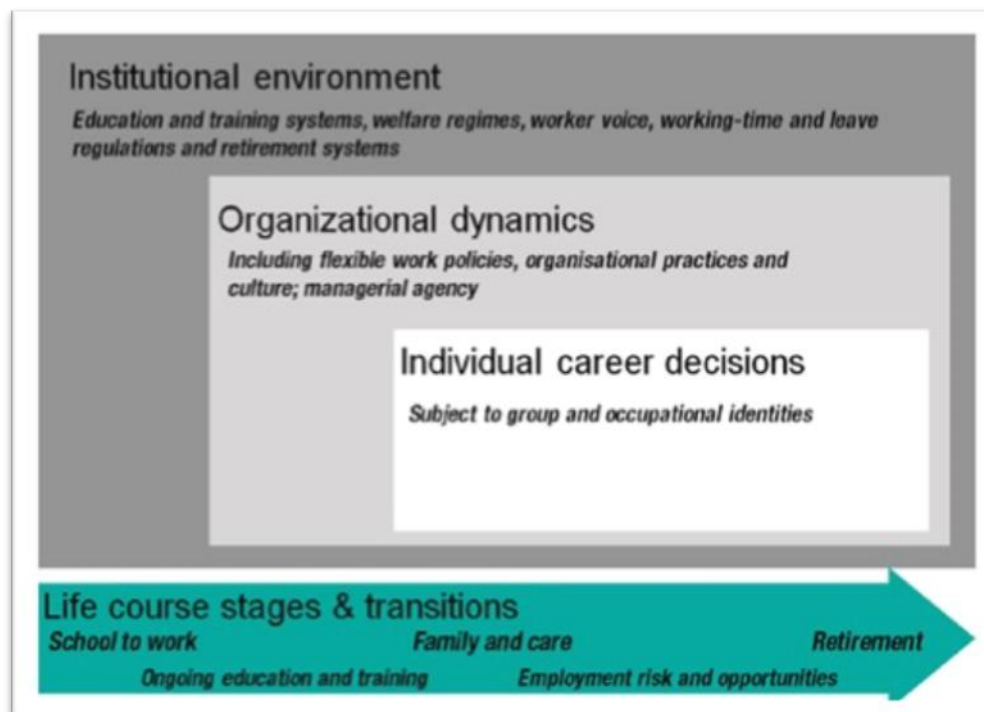 Institutional environment
Education and training systems, welfare regimes, worker voice, working-time and leave
regulations and retirement systems
Organizational dynamics
Including flexible work policies, organisational practices and
culture; managerial agency
Individual career decisions
Subject to group and occupational identities
Life course stages & transitions
School to work Family and care Retirement
Ongoing education and training Employment risk and opportunities